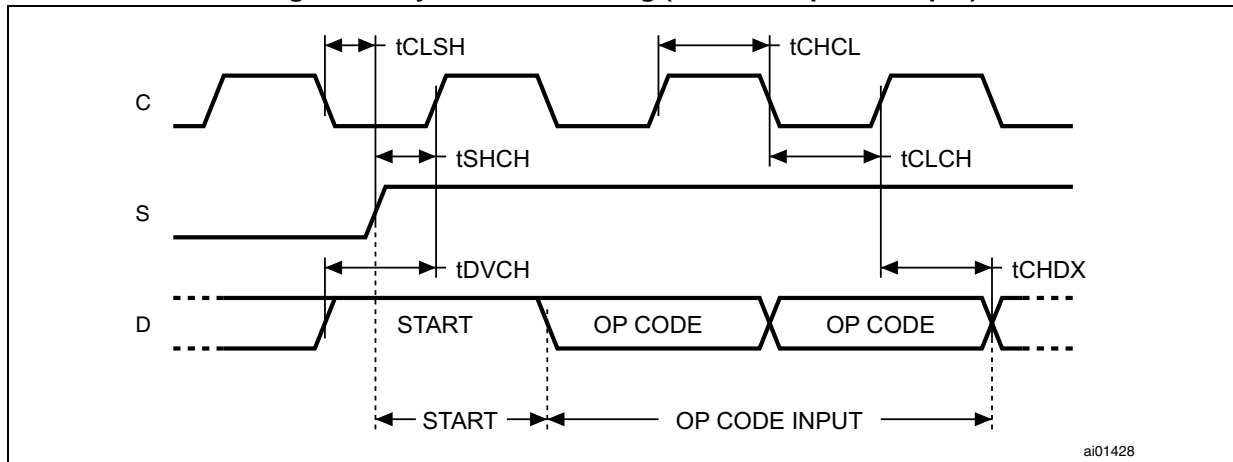 tCLSH
tCHCL
C
tSHCH
tCLCH
S
tDVCH
tCHDX
D
START
OP CODE
OP CODE
START
OP CODE INPUT
ai01428